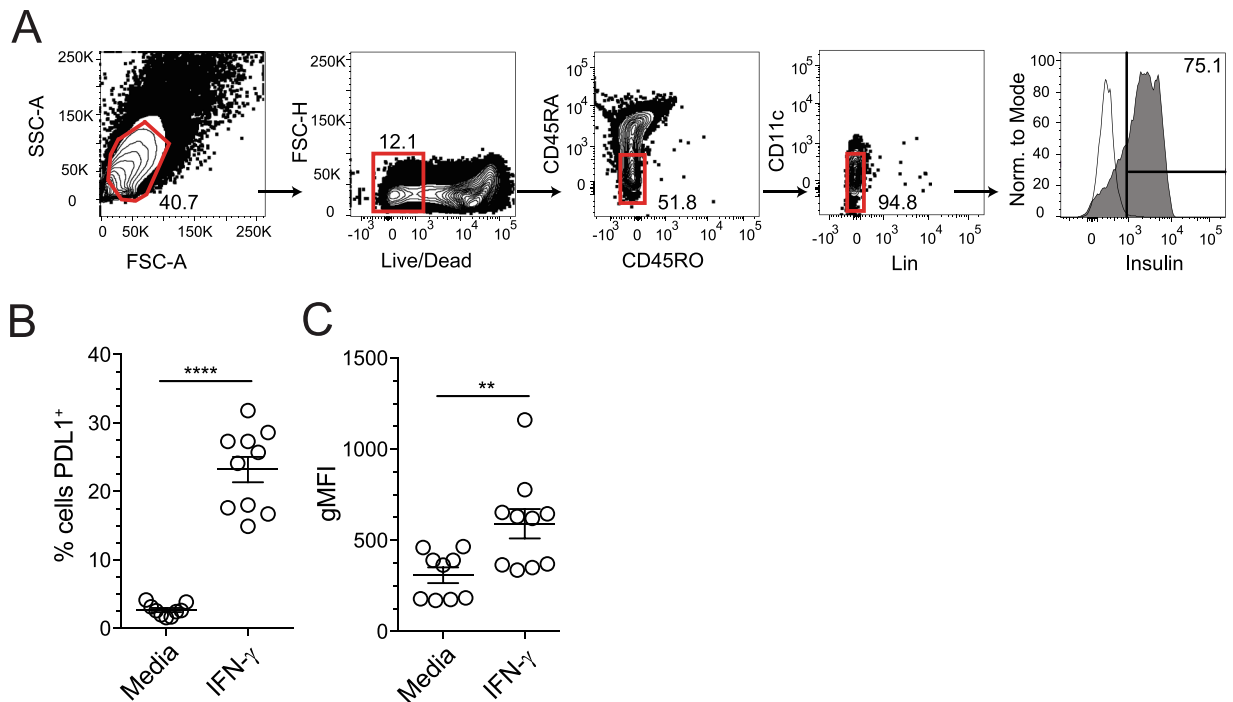 A
SSC-A
250K
150K
50K
0
0 50K 150K 250K
FSC-A
40.7
FSC-H
250K
150K
50K
0
12.1
-10³ 0 10³ 10⁴ 10⁵
Live/Dead
CD45RA
10⁵
10⁴
10³
0
51.8
-10³ 0 10³ 10⁴ 10⁵
CD45RO
CD11c
10⁵
10⁴
10³
0
94.8
-10³ 0 10³ 10⁴ 10⁵
Lin
Norm. to Mode
100
80
60
40
20
0
75.1
0 10³ 10⁴ 10⁵
Insulin
B
% cells PDL1⁺
40
30
20
10
0
****
Media
IFN-γ
C
gMFI
1500
1000
500
0
**
Media
IFN-γ